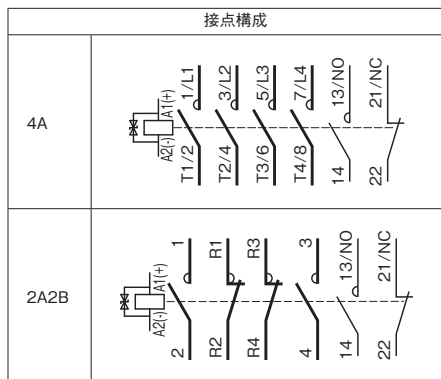 接点構成
4A
A1(+)
A2(-)
1/L1
3/L2
5/L3
7/L4
13/NO
21/NC
T1/2
T2/4
T3/6
T4/8
14
22
2A2B
A1(+)
A2(-)
1
R1
R3
3
13/NO
21/NC
2
R2
R4
4
14
22